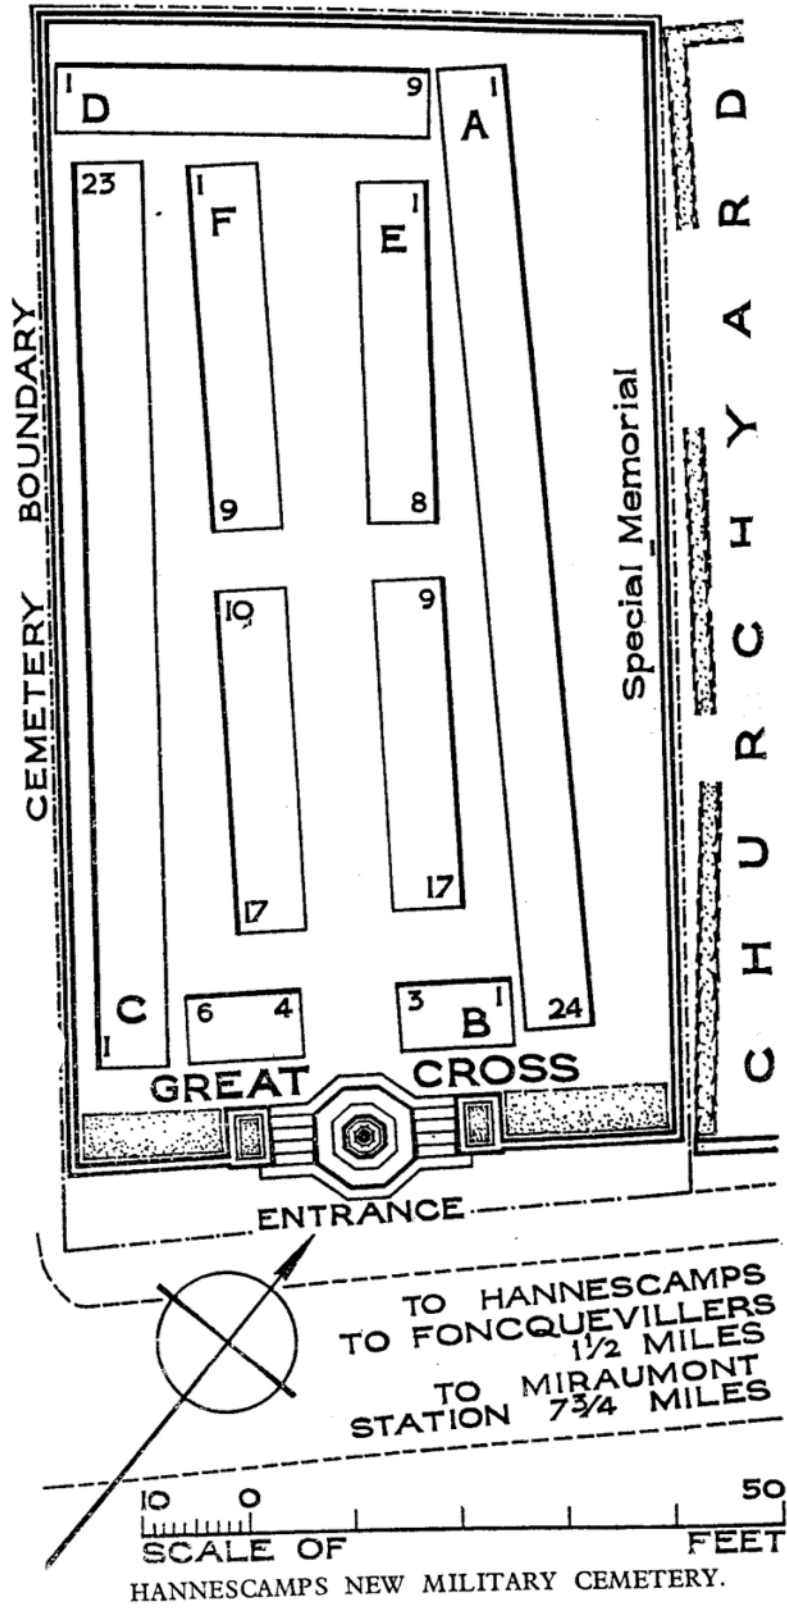 1 9
D
1
A
23
1
F
1
E
9
8
10
9
17
17
C
1
6 4
3 1
B
24
CEMETERY BOUNDARY
Special Memorial
CHURCHYARD
GREAT CROSS
ENTRANCE
TO HANNESCAMPS
TO FONCQUEVILLERS
1½ MILES
TO MIRAUMONT
STATION 7¾ MILES
10 0 50
SCALE OF FEET
HANNESCAMPS NEW MILITARY CEMETERY.